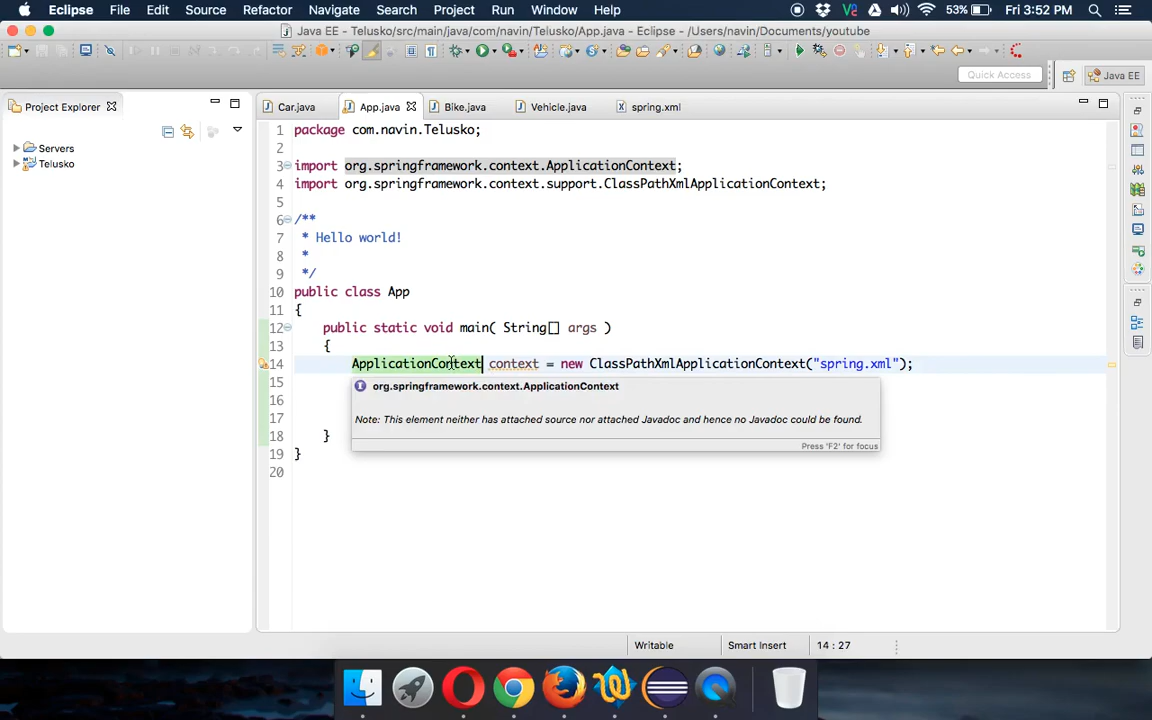 Eclipse File Edit Source Refactor Navigate Search Project Run Window Help 53% Fri 3:52 PM
Java EE - Telusko/src/main/java/com/navin/Telusko/App.java - Eclipse - /Users/navin/Documents/youtube
Quick Access Java EE
Project Explorer
Servers
Telusko
Car.java App.java Bike.java Vehicle.java spring.xml
1 package com.navin.Telusko;
2
3 import org.springframework.context.ApplicationContext;
4 import org.springframework.context.support.ClassPathXmlApplicationContext;
5
6 /**
7 * Hello world!
8 *
9 */
10 public class App
11 {
12 public static void main( String[] args )
13 {
14 ApplicationContext context = new ClassPathXmlApplicationContext("spring.xml");
15
16
17
18 }
19 }
20
org.springframework.context.ApplicationContext
Note: This element neither has attached source nor attached Javadoc and hence no Javadoc could be found.
Press 'F2' for focus
Writable Smart Insert 14 : 27